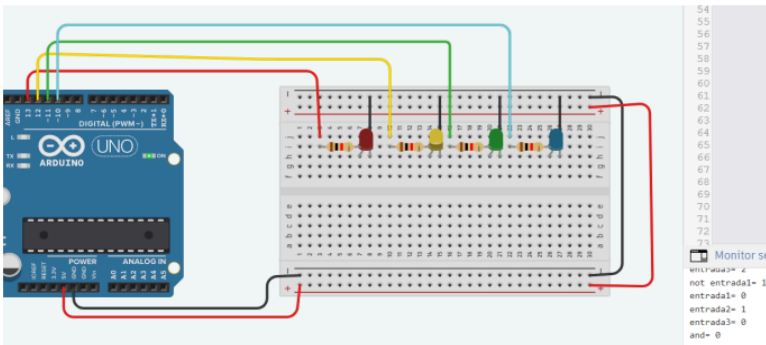 54
55
56
57
58
59
60
61
62
63
64
65
66
67
68
69
70
71
72
73
AREF
GND
13
12
~11
~10
~9
8
7
~6
~5
4
~3
2
TX→1
RX←0
DIGITAL (PWM~)
L
TX
RX
ARDUINO
UNO
ON
POWER
ANALOG IN
IOREF
RESET
3.3V
5V
GND
GND
Vin
A0
A1
A2
A3
A4
A5
j
i
h
g
f
e
d
c
b
a
Monitor se
entrada3= 2
not entrada1= 1
entrada1= 0
entrada2= 1
entrada3= 0
and= 0